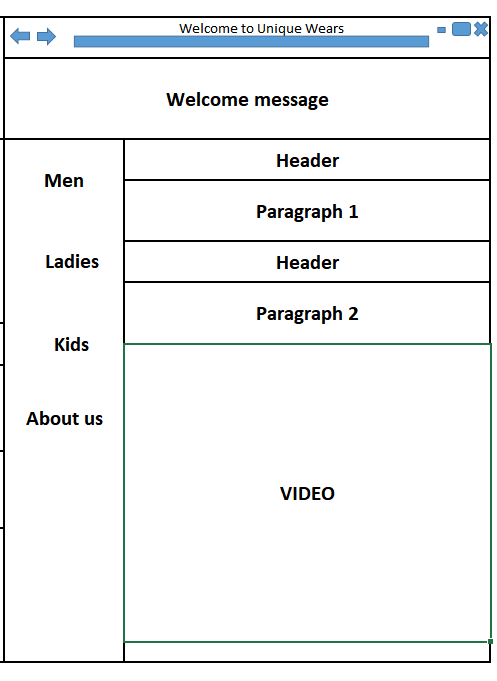 Welcome to Unique Wears
Welcome message
Men
Ladies
Kids
About us
Header
Paragraph 1
Header
Paragraph 2
VIDEO